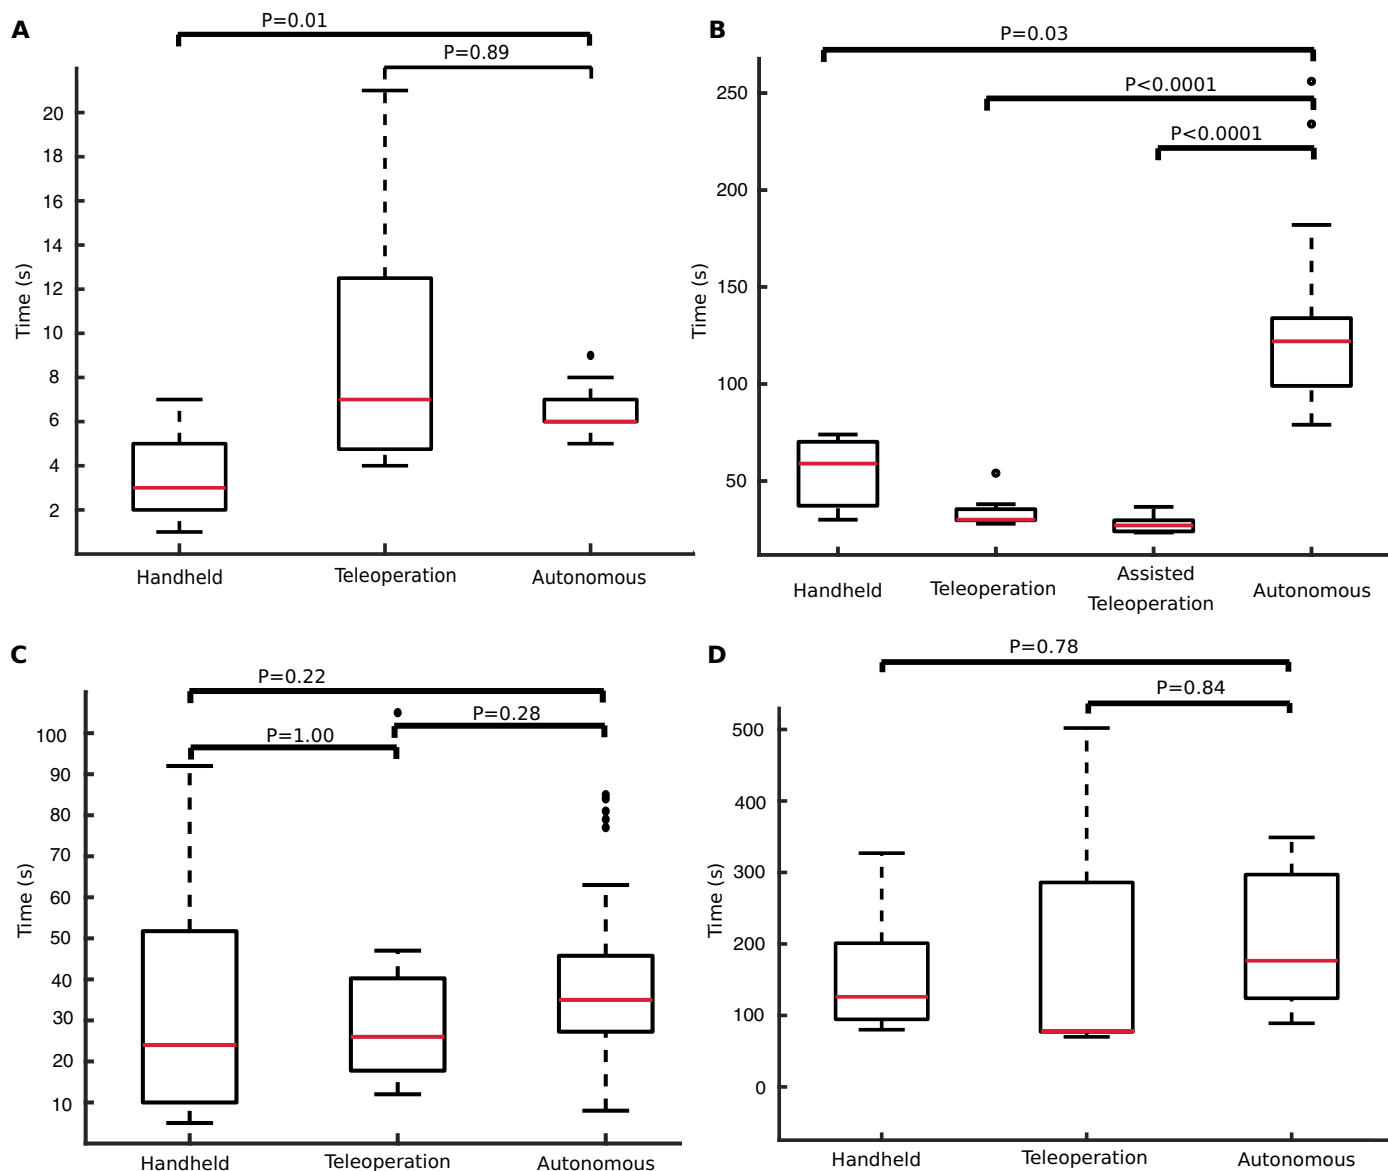 A
P=0.01
P=0.89
20
18
16
14
12
10
8
6
4
2
Time (s)
Handheld
Teleoperation
Autonomous
B
P=0.03
P<0.0001
P<0.0001
250
200
150
100
50
Time (s)
Handheld
Teleoperation
Assisted
Teleoperation
Autonomous
C
P=0.22
P=0.28
P=1.00
100
90
80
70
60
50
40
30
20
10
Time (s)
Handheld
Teleoperation
Autonomous
D
P=0.78
P=0.84
500
400
300
200
100
0
Time (s)
Handheld
Teleoperation
Autonomous